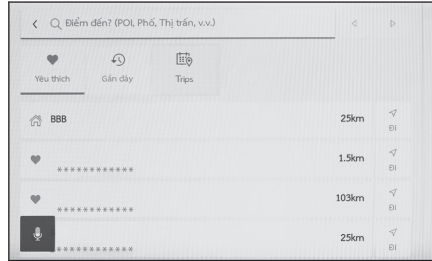 Điểm đến? (POI, Phố, Thị trấn, v.v.)
Yêu thích Gần đây Trips
BBB 25km ĐI
************ 1.5km ĐI
************ 103km ĐI
************ 25km ĐI